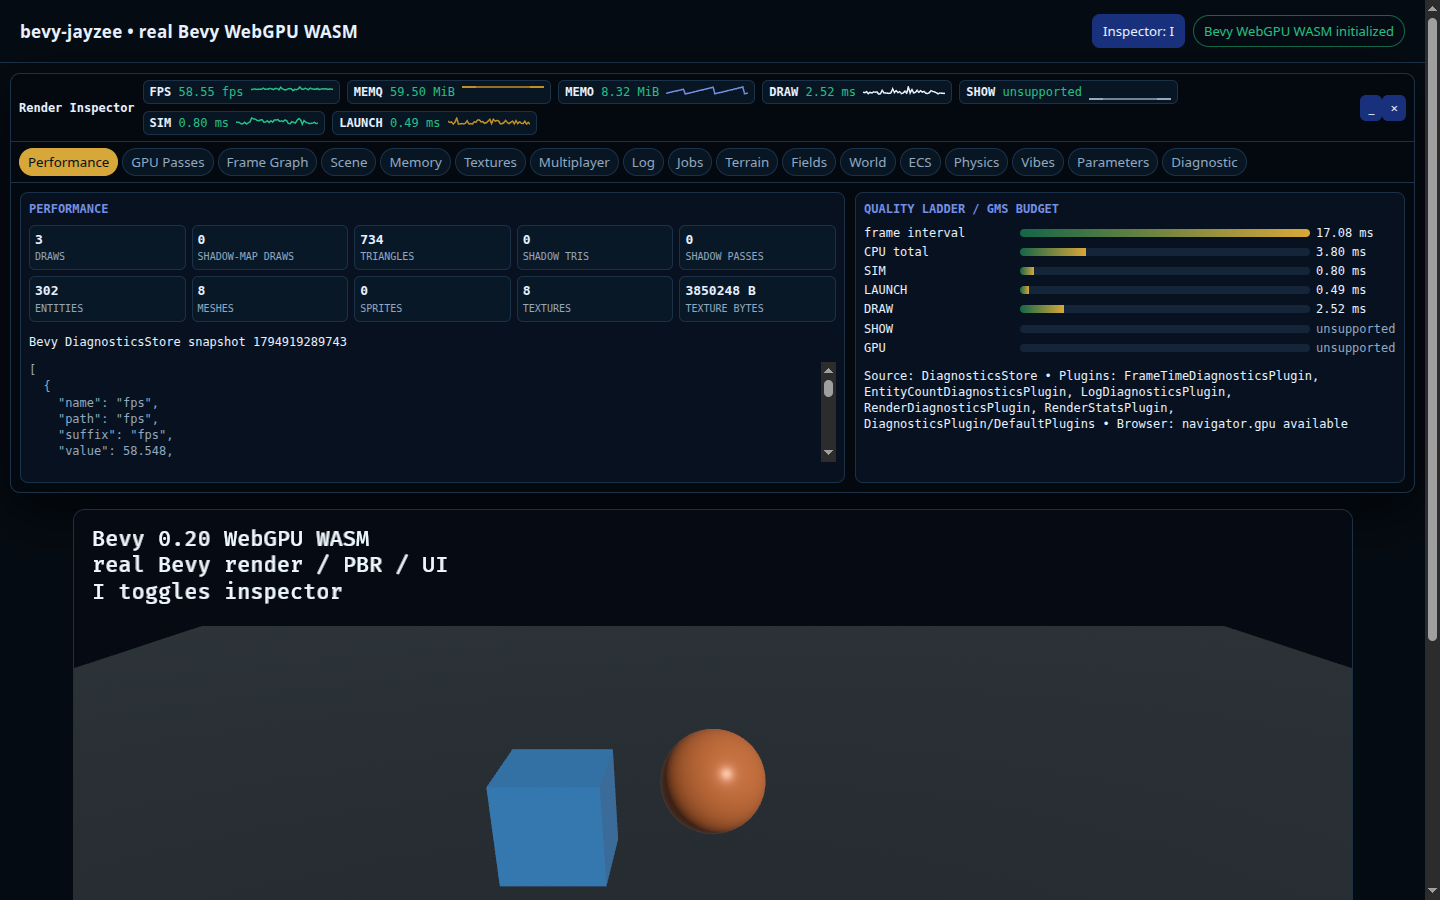 bevy-jayzee • real Bevy WebGPU WASM
Inspector: I
Bevy WebGPU WASM initialized
Render Inspector
FPS 58.55 fps
MEMQ 59.50 MiB
MEMO 8.32 MiB
DRAW 2.52 ms
SHOW unsupported
SIM 0.80 ms
LAUNCH 0.49 ms
_
×
Performance
GPU Passes
Frame Graph
Scene
Memory
Textures
Multiplayer
Log
Jobs
Terrain
Fields
World
ECS
Physics
Vibes
Parameters
Diagnostic
PERFORMANCE
3
DRAWS
0
SHADOW-MAP DRAWS
734
TRIANGLES
0
SHADOW TRIS
0
SHADOW PASSES
302
ENTITIES
8
MESHES
0
SPRITES
8
TEXTURES
3850248 B
TEXTURE BYTES
Bevy DiagnosticsStore snapshot 1794919289743
[
{
"name": "fps",
"path": "fps",
"suffix": "fps",
"value": 58.548,
QUALITY LADDER / GMS BUDGET
frame interval 17.08 ms
CPU total 3.80 ms
SIM 0.80 ms
LAUNCH 0.49 ms
DRAW 2.52 ms
SHOW unsupported
GPU unsupported
Source: DiagnosticsStore • Plugins: FrameTimeDiagnosticsPlugin,
EntityCountDiagnosticsPlugin, LogDiagnosticsPlugin,
RenderDiagnosticsPlugin, RenderStatsPlugin,
DiagnosticsPlugin/DefaultPlugins • Browser: navigator.gpu available
Bevy 0.20 WebGPU WASM
real Bevy render / PBR / UI
I toggles inspector